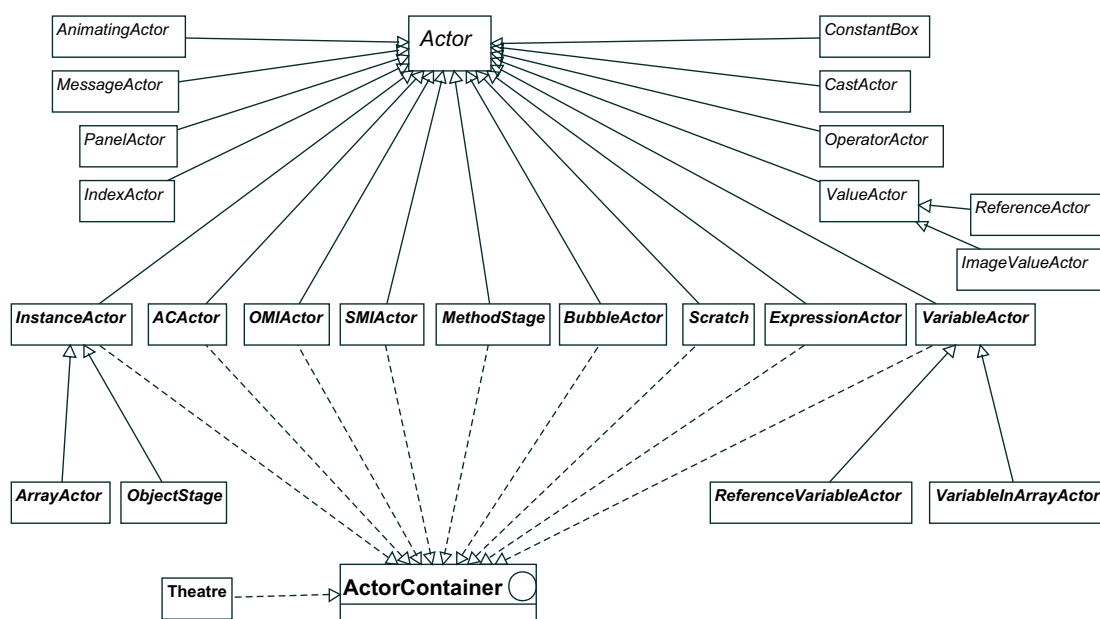 AnimatingActor
Actor
ConstantBox
MessageActor
CastActor
PanelActor
OperatorActor
IndexActor
ValueActor
ReferenceActor
ImageValueActor
InstanceActor
ACActor
OMIActor
SMIActor
MethodStage
BubbleActor
Scratch
ExpressionActor
VariableActor
ArrayActor
ObjectStage
ReferenceVariableActor
VariableInArrayActor
Theatre
ActorContainer